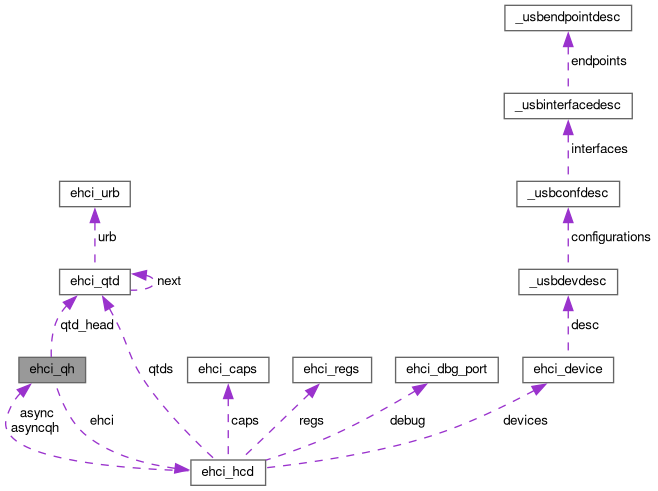 _usbendpointdesc
endpoints
_usbinterfacedesc
interfaces
ehci_urb
_usbconfdesc
urb
configurations
ehci_qtd
next
_usbdevdesc
qtd_head
desc
ehci_qh
qtds
ehci_caps
ehci_regs
ehci_dbg_port
ehci_device
async
asyncqh
ehci
caps
regs
debug
devices
ehci_hcd